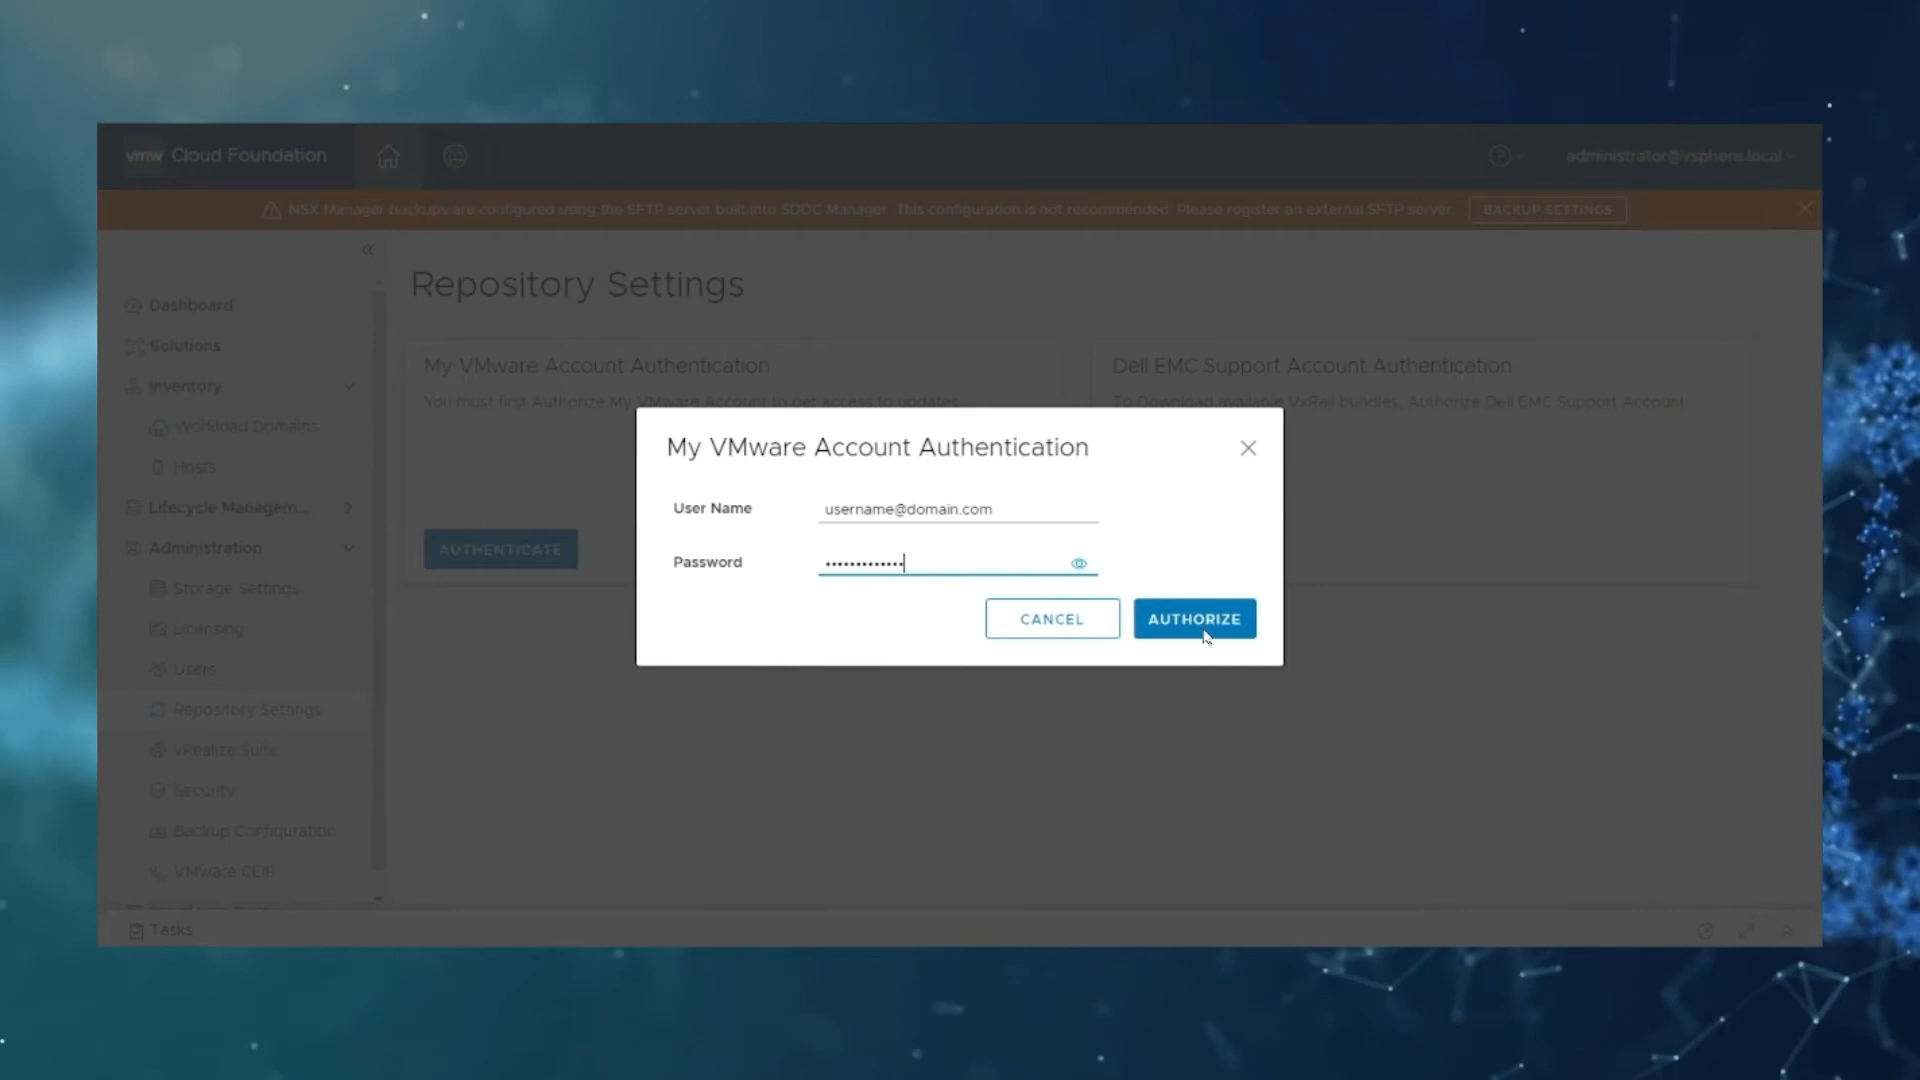 vmw Cloud Foundation
administrator@vsphere.local
NSX Manager backups are configured using the SFTP server built into SDDC Manager. This configuration is not recommended. Please register an external SFTP server. BACKUP SETTINGS
Dashboard
Solutions
Inventory
Workload Domains
Hosts
Lifecycle Managem...
Administration
Storage Settings
Licensing
Users
Repository Settings
vRealize Suite
Security
Backup Configuration
VMware CEIP
Repository Settings
My VMware Account Authentication
You must first Authorize My VMware Account to get access to updates
AUTHENTICATE
Dell EMC Support Account Authentication
To Download available VxRail bundles, Authorize Dell EMC Support Account
My VMware Account Authentication
User Name username@domain.com
Password •••••••••••••
CANCEL AUTHORIZE
Tasks